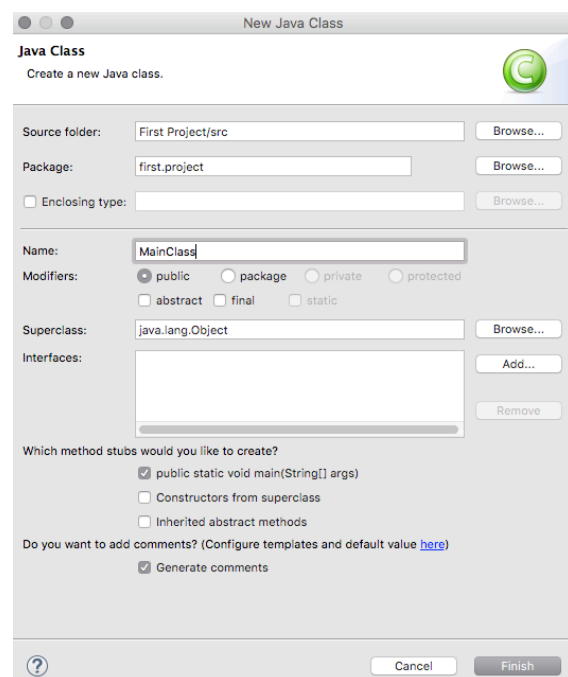 New Java Class
Java Class
Create a new Java class.
C
Source folder: First Project/src Browse...
Package: first.project Browse...
Enclosing type: Browse...
Name: MainClass
Modifiers: public package private protected
abstract final static
Superclass: java.lang.Object Browse...
Interfaces: Add...
Remove
Which method stubs would you like to create?
public static void main(String[] args)
Constructors from superclass
Inherited abstract methods
Do you want to add comments? (Configure templates and default value here)
Generate comments
? Cancel Finish